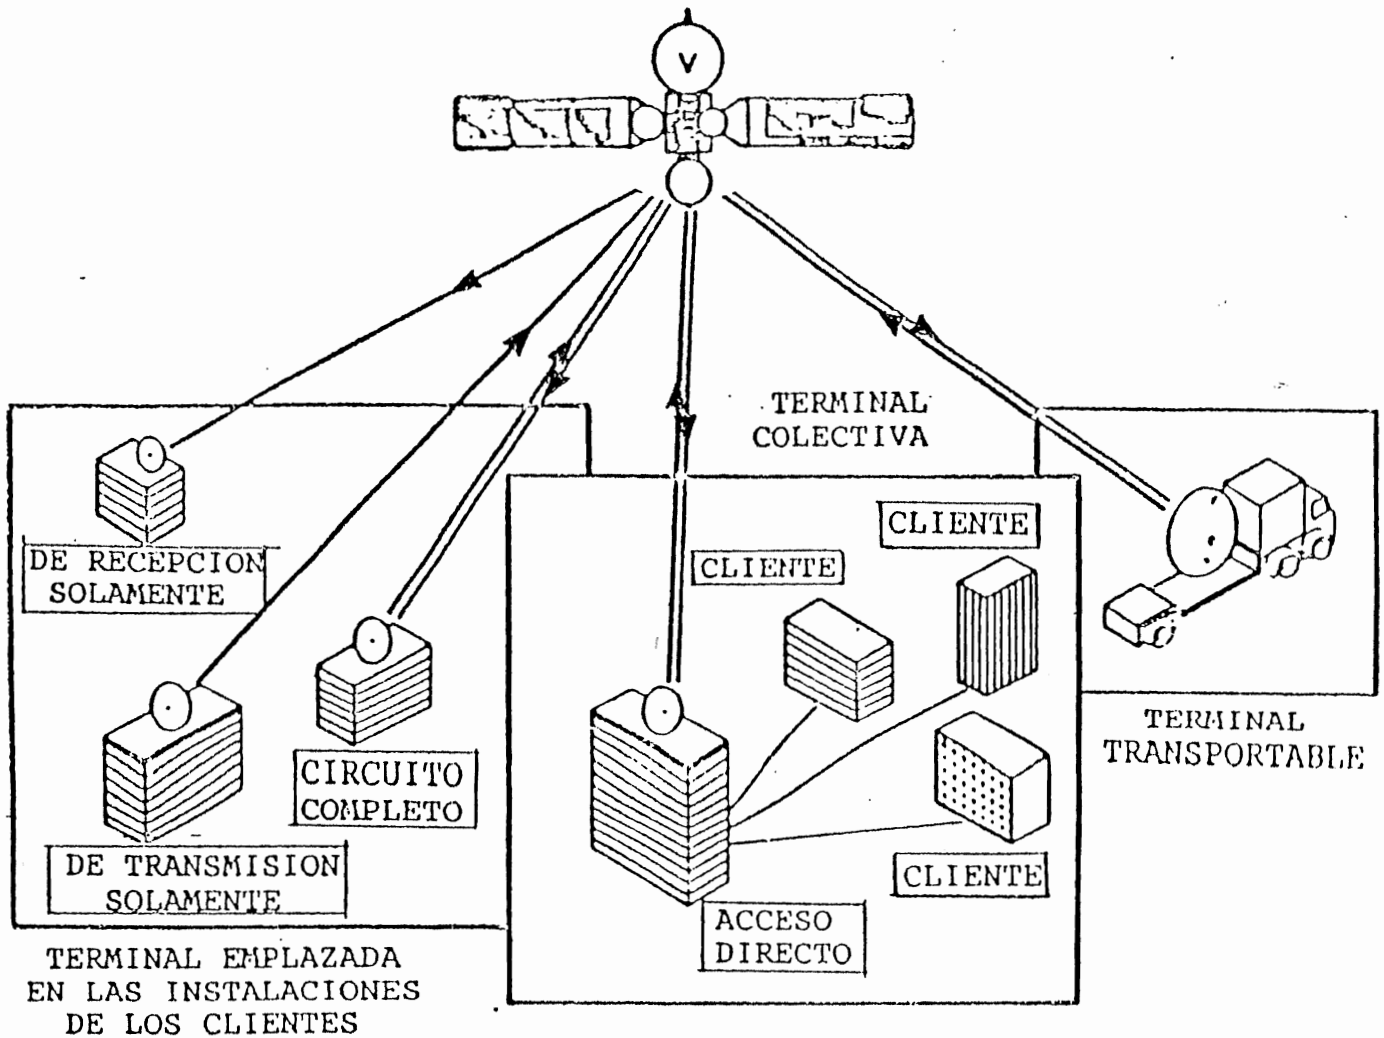 V
TERMINAL
COLECTIVA
CLIENTE
CLIENTE
DE RECEPCION
SOLAMENTE
CIRCUITO
COMPLETO
DE TRANSMISION
SOLAMENTE
TERMINAL EMPLAZADA
EN LAS INSTALACIONES
DE LOS CLIENTES
CLIENTE
ACCESO
DIRECTO
TERMINAL
TRANSPORTABLE